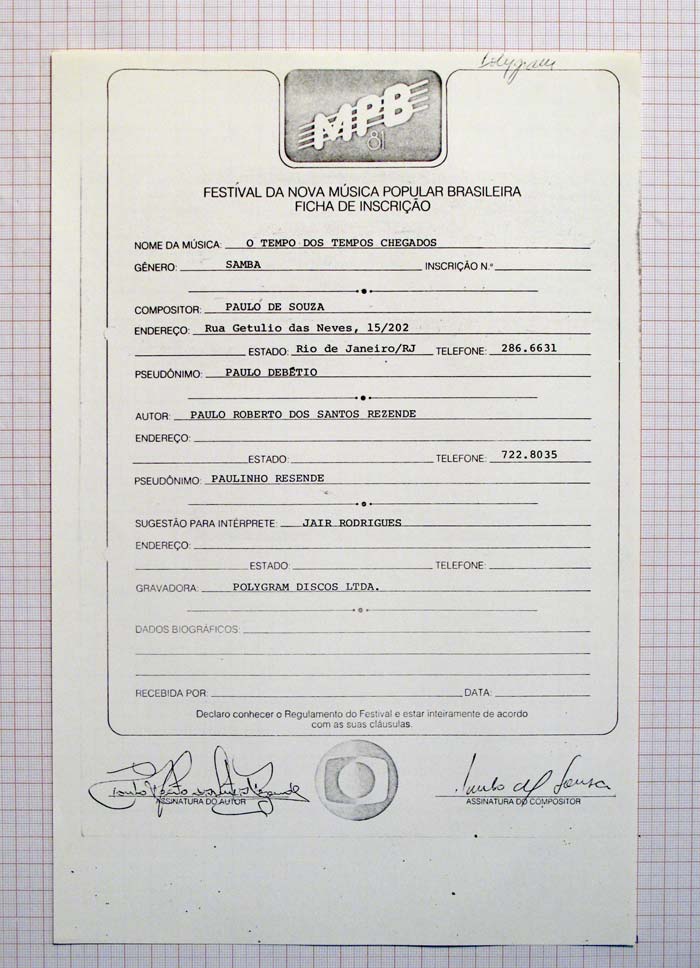 Polygram
MPB
81
FESTIVAL DA NOVA MÚSICA POPULAR BRASILEIRA
FICHA DE INSCRIÇÃO
NOME DA MÚSICA: O TEMPO DOS TEMPOS CHEGADOS
GÊNERO: SAMBA INSCRIÇÃO N.º
COMPOSITOR: PAULO DE SOUZA
ENDEREÇO: Rua Getulio das Neves, 15/202
ESTADO: Rio de Janeiro/RJ TELEFONE: 286.6631
PSEUDÔNIMO: PAULO DEBÉTIO
AUTOR: PAULO ROBERTO DOS SANTOS REZENDE
ENDEREÇO:
ESTADO: TELEFONE: 722.8035
PSEUDÔNIMO: PAULINHO RESENDE
SUGESTÃO PARA INTÉRPRETE: JAIR RODRIGUES
ENDEREÇO:
ESTADO: TELEFONE:
GRAVADORA: POLYGRAM DISCOS LTDA.
DADOS BIOGRÁFICOS:
RECEBIDA POR: DATA:
Declaro conhecer o Regulamento do Festival e estar inteiramente de acordo
com as suas cláusulas.
Paulo de Sousa
ASSINATURA DO AUTOR ASSINATURA DO COMPOSITOR